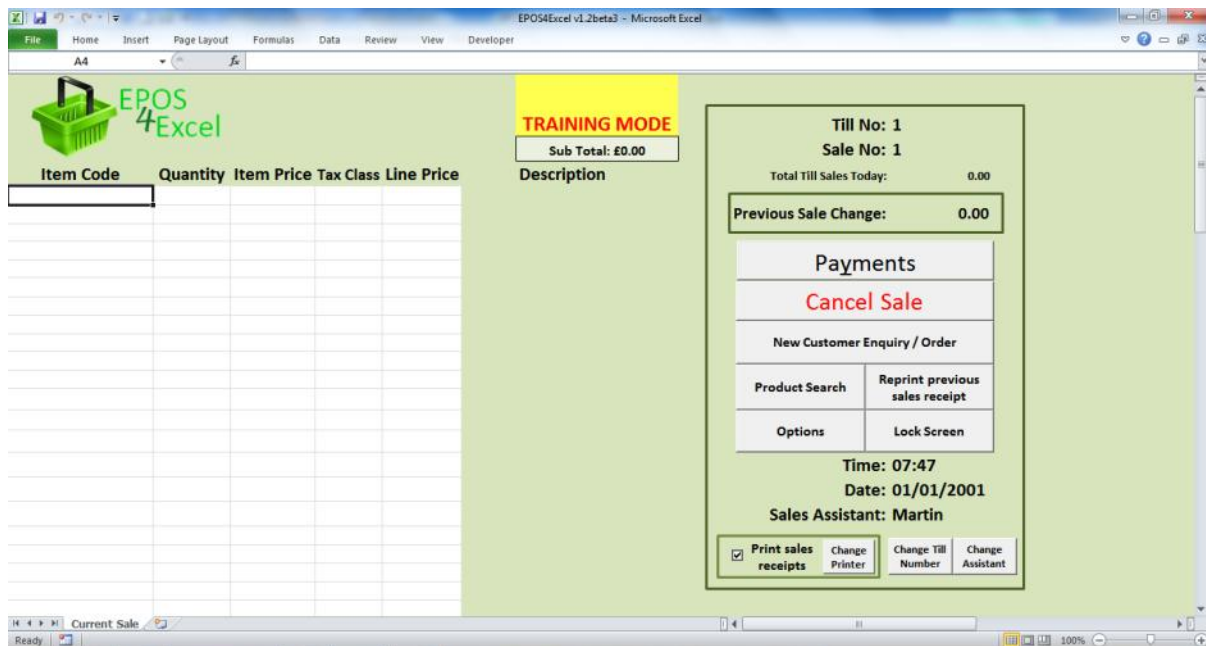 EPOS4Excel v1.2beta3 - Microsoft Excel
File Home Insert Page Layout Formulas Data Review View Developer
A4 fx
EPOS
4Excel
TRAINING MODE
Sub Total: £0.00
Item Code Quantity Item Price Tax Class Line Price Description
Till No: 1
Sale No: 1
Total Till Sales Today: 0.00
Previous Sale Change: 0.00
Payments
Cancel Sale
New Customer Enquiry / Order
Product Search
Reprint previous
sales receipt
Options
Lock Screen
Time: 07:47
Date: 01/01/2001
Sales Assistant: Martin
Print sales
receipts
Change
Printer
Change Till
Number
Change
Assistant
Current Sale
Ready
100%